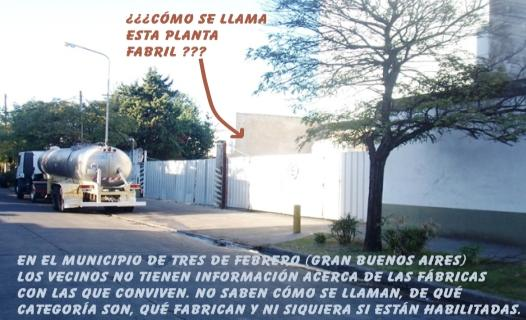 ¿¿¿CÓMO SE LLAMA
ESTA PLANTA
FABRIL ???
EN EL MUNICIPIO DE TRES DE FEBRERO (GRAN BUENOS AIRES)
LOS VECINOS NO TIENEN INFORMACIÓN ACERCA DE LAS FÁBRICAS
CON LAS QUE CONVIVEN. NO SABEN CÓMO SE LLAMAN, DE QUÉ
CATEGORÍA SON, QUÉ FABRICAN Y NI SIQUIERA SI ESTÁN HABILITADAS.